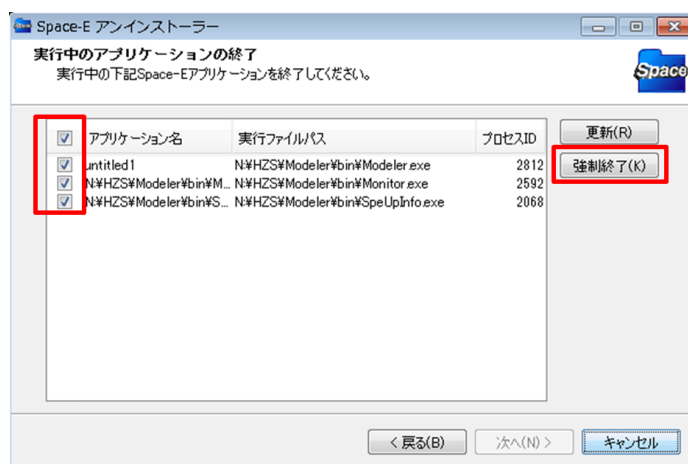 Space-E アンインストーラー
実行中のアプリケーションの終了
実行中の下記Space-Eアプリケーションを終了してください。
Space
アプリケーション名 実行ファイルパス プロセスID
untitled1 N:¥HZS¥Modeler¥bin¥Modeler.exe 2812
N:¥HZS¥Modeler¥bin¥M... N:¥HZS¥Modeler¥bin¥Monitor.exe 2592
N:¥HZS¥Modeler¥bin¥S... N:¥HZS¥Modeler¥bin¥SpeUpInfo.exe 2068
更新(R)
強制終了(K)
< 戻る(B) 次へ(N) > キャンセル